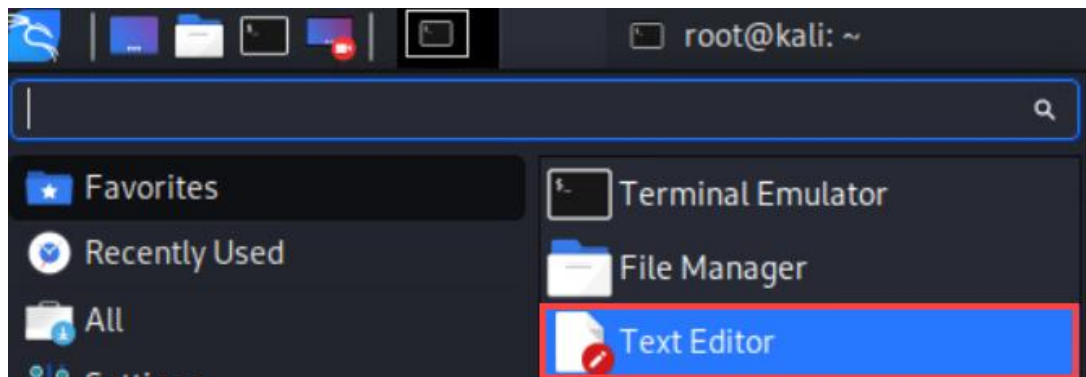 root@kali: ~
Favorites
Recently Used
All
Terminal Emulator
File Manager
Text Editor